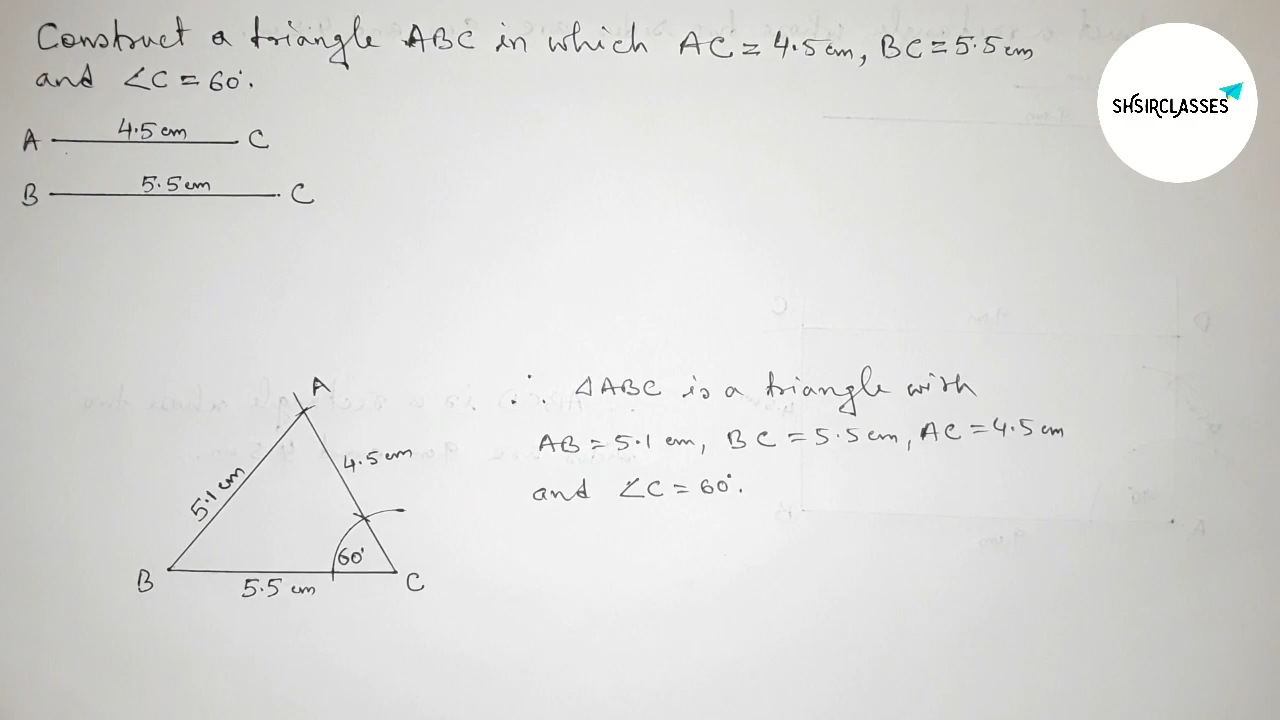 Construct a triangle ABC in which AC = 4.5 cm, BC = 5.5 cm
and ∠C = 60°.
SHSIRCLASSES
A 4.5 cm C
B 5.5 cm C
A
5.1 cm
4.5 cm
60°
B
5.5 cm
C
∴ ΔABC is a triangle with
AB = 5.1 cm, BC = 5.5 cm, AC = 4.5 cm
and ∠C = 60°.